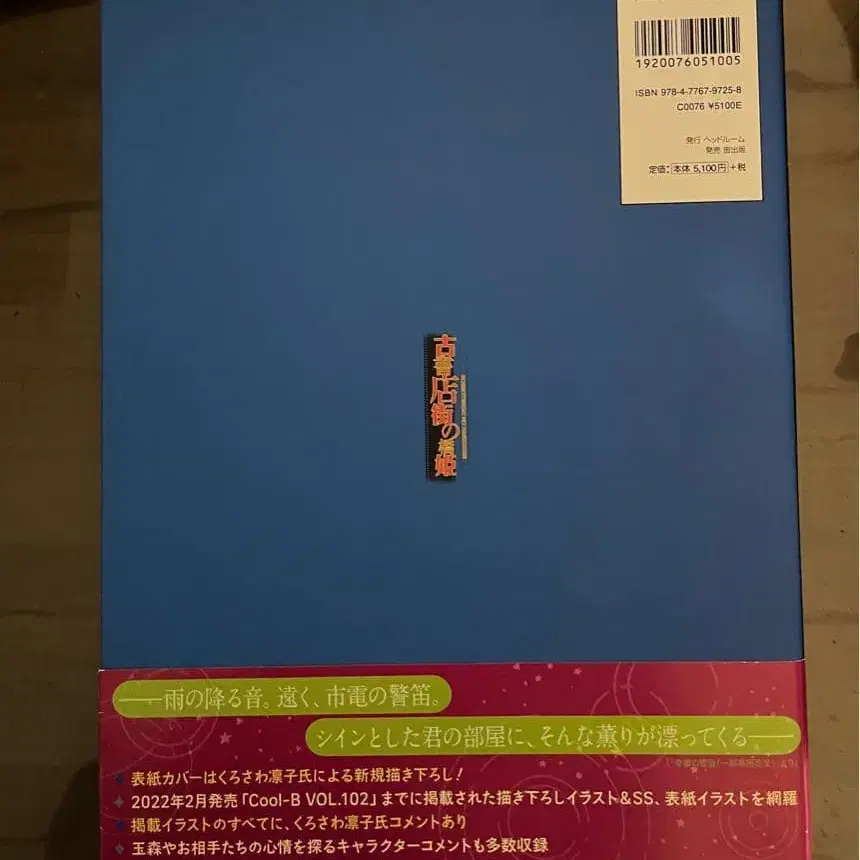 1920076051005
ISBN 978-4-7767-9725-8
C0076 ¥5100E
発行 ヘッドルーム
発売 宙出版
定価:本体 5,100円+税
古書店街の橋姫
――雨の降る音。遠く、市電の警笛。
シインとした君の部屋に、そんな薫りが漂ってくる――
表紙カバーはくろさわ凛子氏による新規描き下ろし!
2022年2月発売「Cool-B VOL.102」までに掲載された描き下ろしイラスト&SS、表紙イラストを網羅
掲載イラストのすべてに、くろさわ凛子氏コメントあり
玉森やお相手たちの心情を探るキャラクターコメントも多数収録